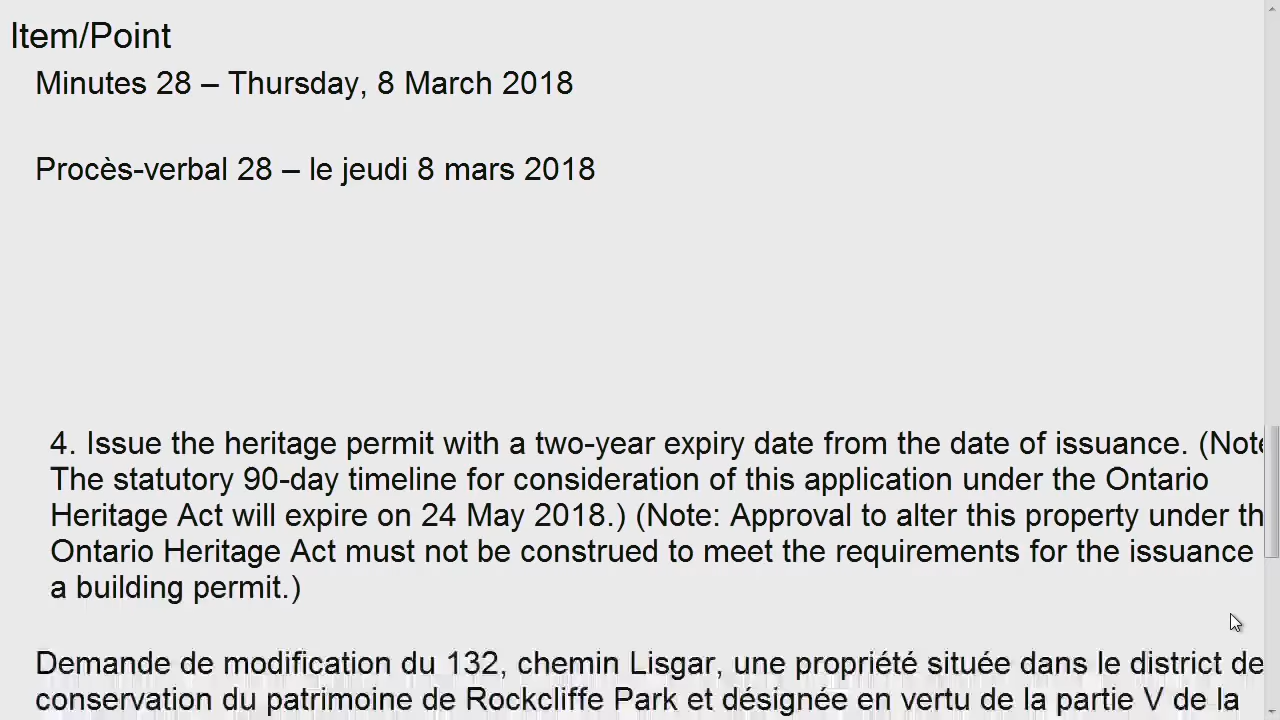 Item/Point
Minutes 28 – Thursday, 8 March 2018
Procès-verbal 28 – le jeudi 8 mars 2018
4. Issue the heritage permit with a two-year expiry date from the date of issuance. (Note
The statutory 90-day timeline for consideration of this application under the Ontario
Heritage Act will expire on 24 May 2018.) (Note: Approval to alter this property under th
Ontario Heritage Act must not be construed to meet the requirements for the issuance
a building permit.)
Demande de modification du 132, chemin Lisgar, une propriété située dans le district de
conservation du patrimoine de Rockcliffe Park et désignée en vertu de la partie V de la